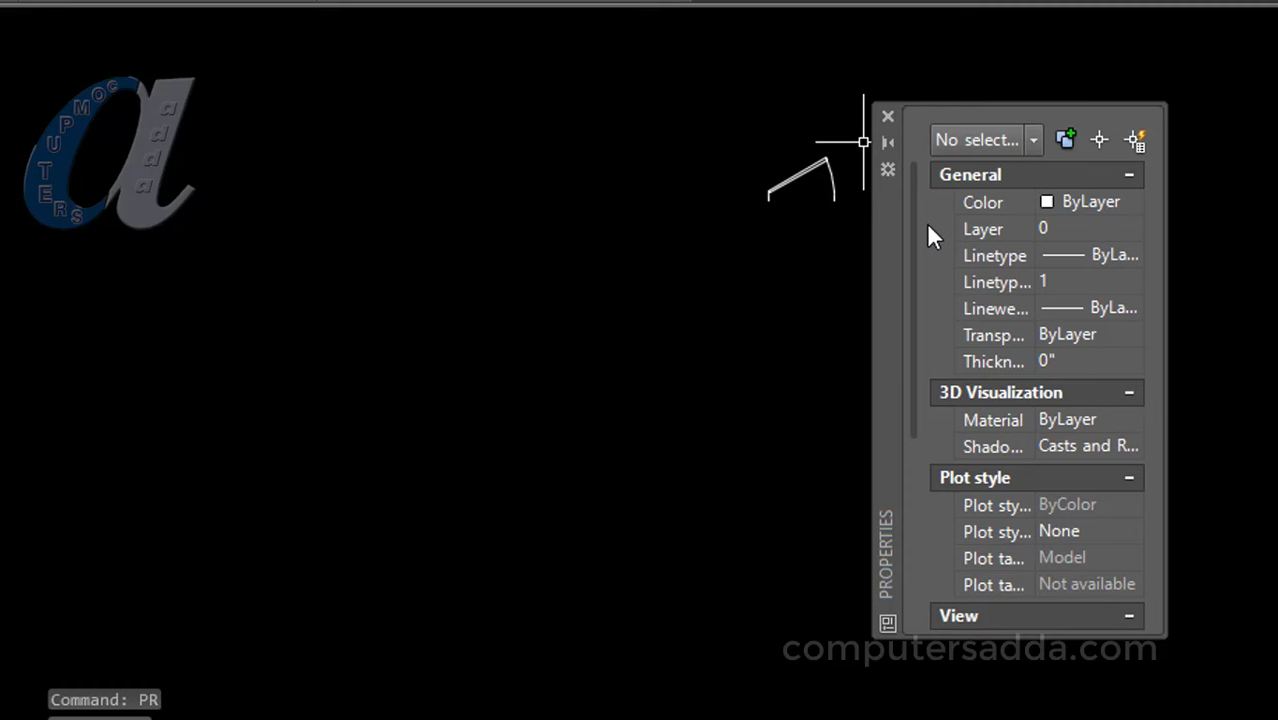 COMPUTERS
adda
No select...
General
Color ByLayer
Layer 0
Linetype ByLa...
Linetyp... 1
Linewe... ByLa...
Transp... ByLayer
Thickn... 0"
3D Visualization
Material ByLayer
Shado... Casts and R...
Plot style
Plot sty... ByColor
Plot sty... None
Plot ta... Model
Plot ta... Not available
View
PROPERTIES
computersadda.com
Command: PR